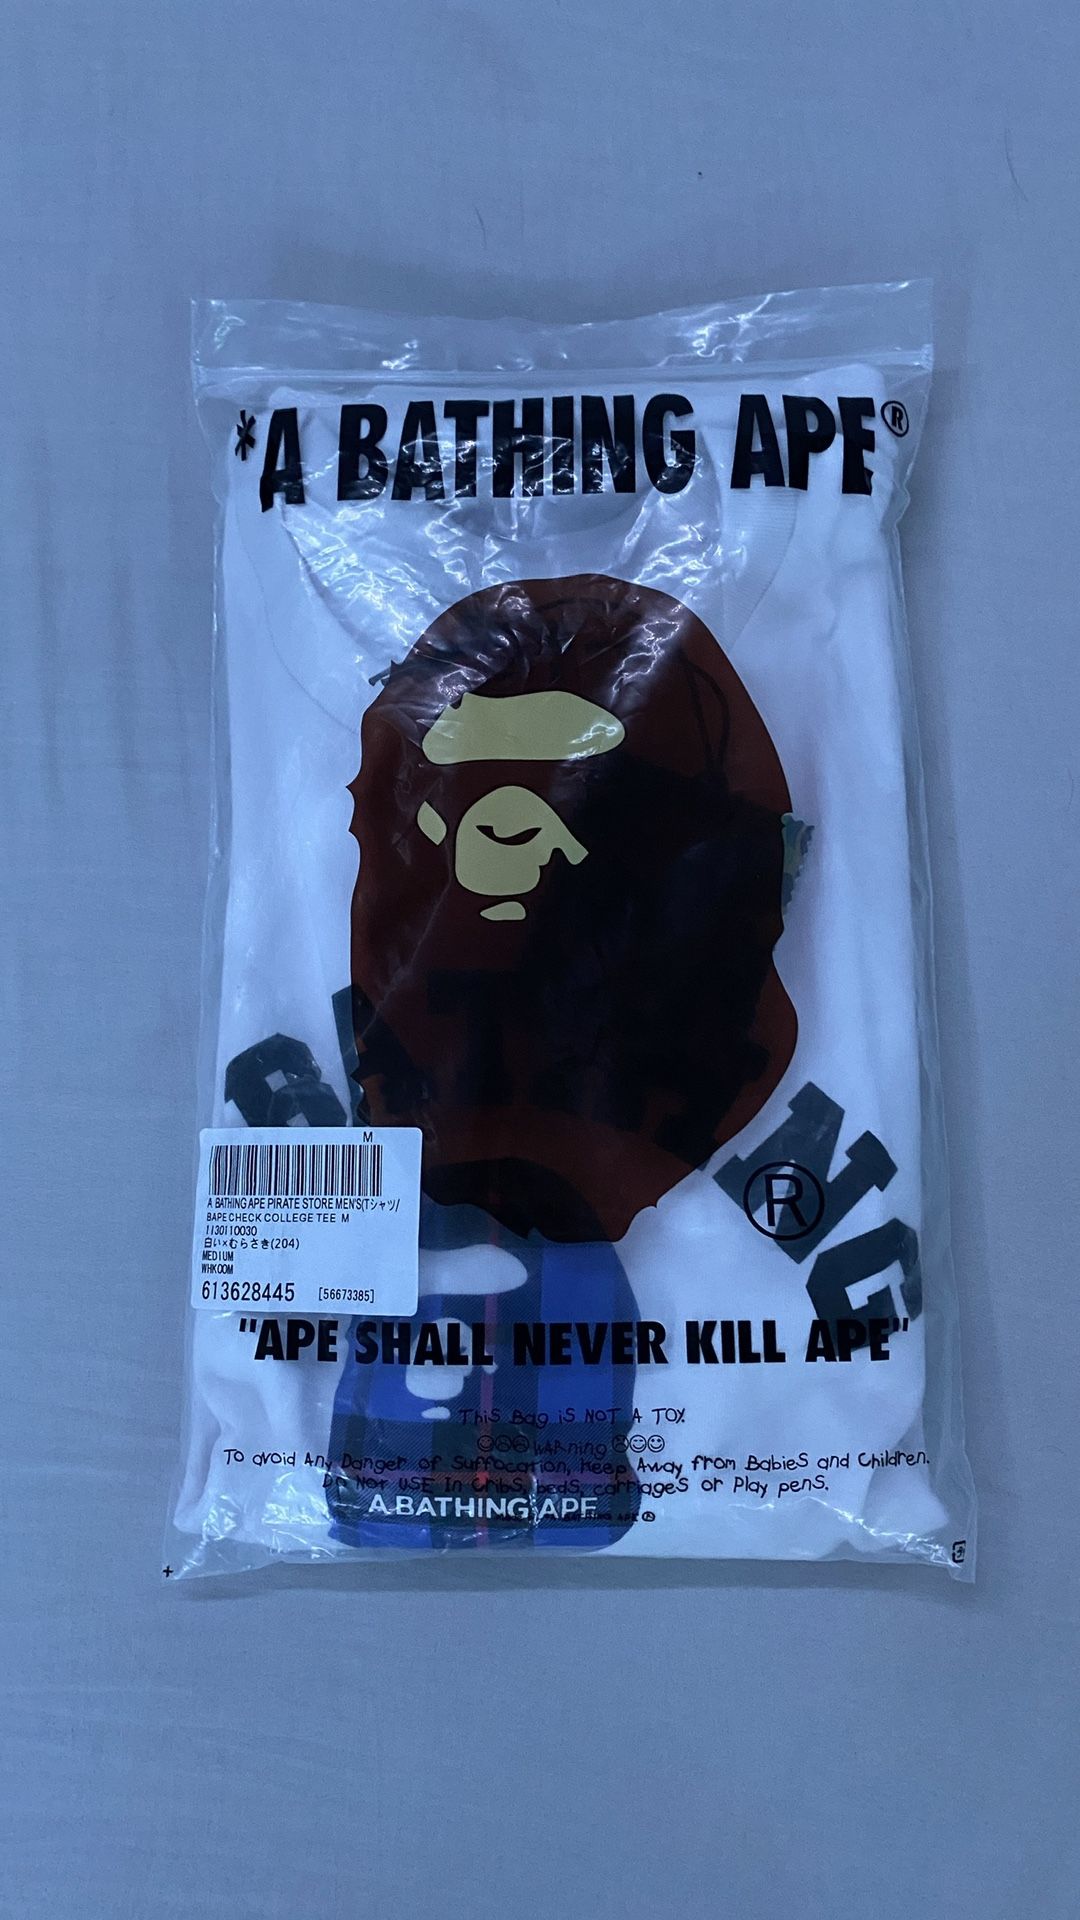 *A BATHING APE®
M
A BATHING APE PIRATE STORE MEN'S(Tシャツ/
BAPE CHECK COLLEGE TEE M
1130110030
白い×むらさき(204)
MEDIUM
WHK00M
613628445 [56673385]
®
NG
"APE SHALL NEVER KILL APE"
This Bag iS NOT A TOY.
WARning
To avoid Any Danger of Suffocation, Keep Away from Babies and Children.
Do Not USE In Cribs, beds, carriages or Play pens.
A BATHING APE